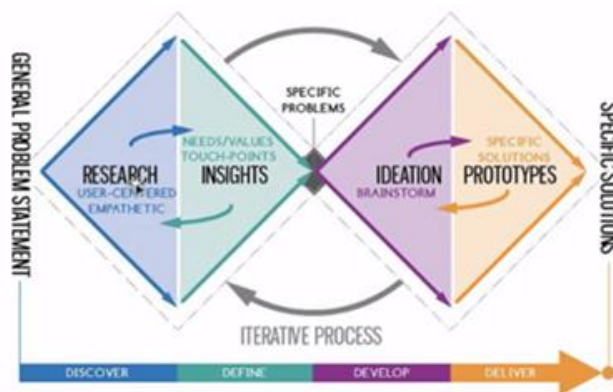 GENERAL PROBLEM STATEMENT
RESEARCH
USER-CENTERED
EMPATHETIC
NEEDS/VALUES
TOUCH-POINTS
INSIGHTS
SPECIFIC
PROBLEMS
IDEATION
BRAINSTORM
SPECIFIC
SOLUTIONS
PROTOTYPES
SPECIFIC SOLUTIONS
ITERATIVE PROCESS
DISCOVER
DEFINE
DEVELOP
DELIVER